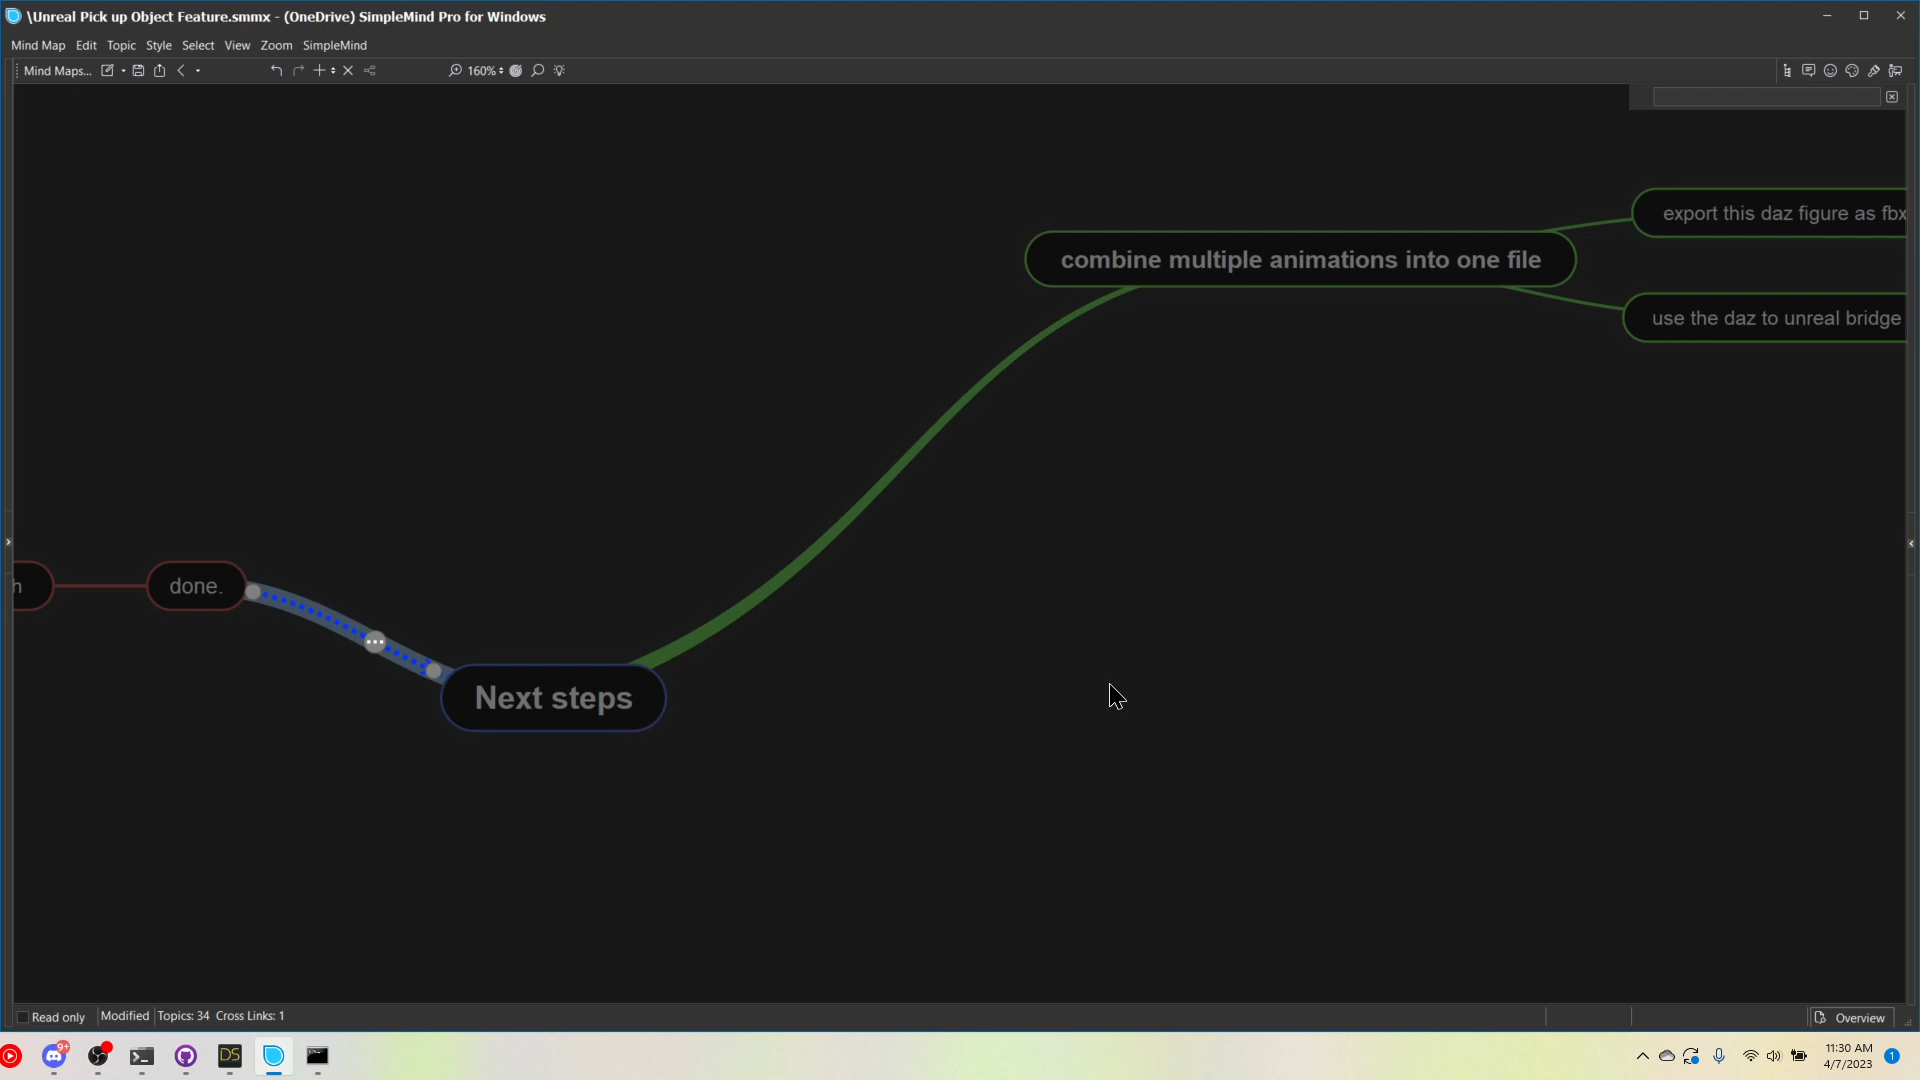 \Unreal Pick up Object Feature.smmx - (OneDrive) SimpleMind Pro for Windows
Mind Map Edit Topic Style Select View Zoom SimpleMind
Mind Maps... 160%
export this daz figure as fbx
combine multiple animations into one file
use the daz to unreal bridge
h
done.
Next steps
Read only Modified Topics: 34 Cross Links: 1 Overview
9+ DS 11:30 AM
4/7/2023 1